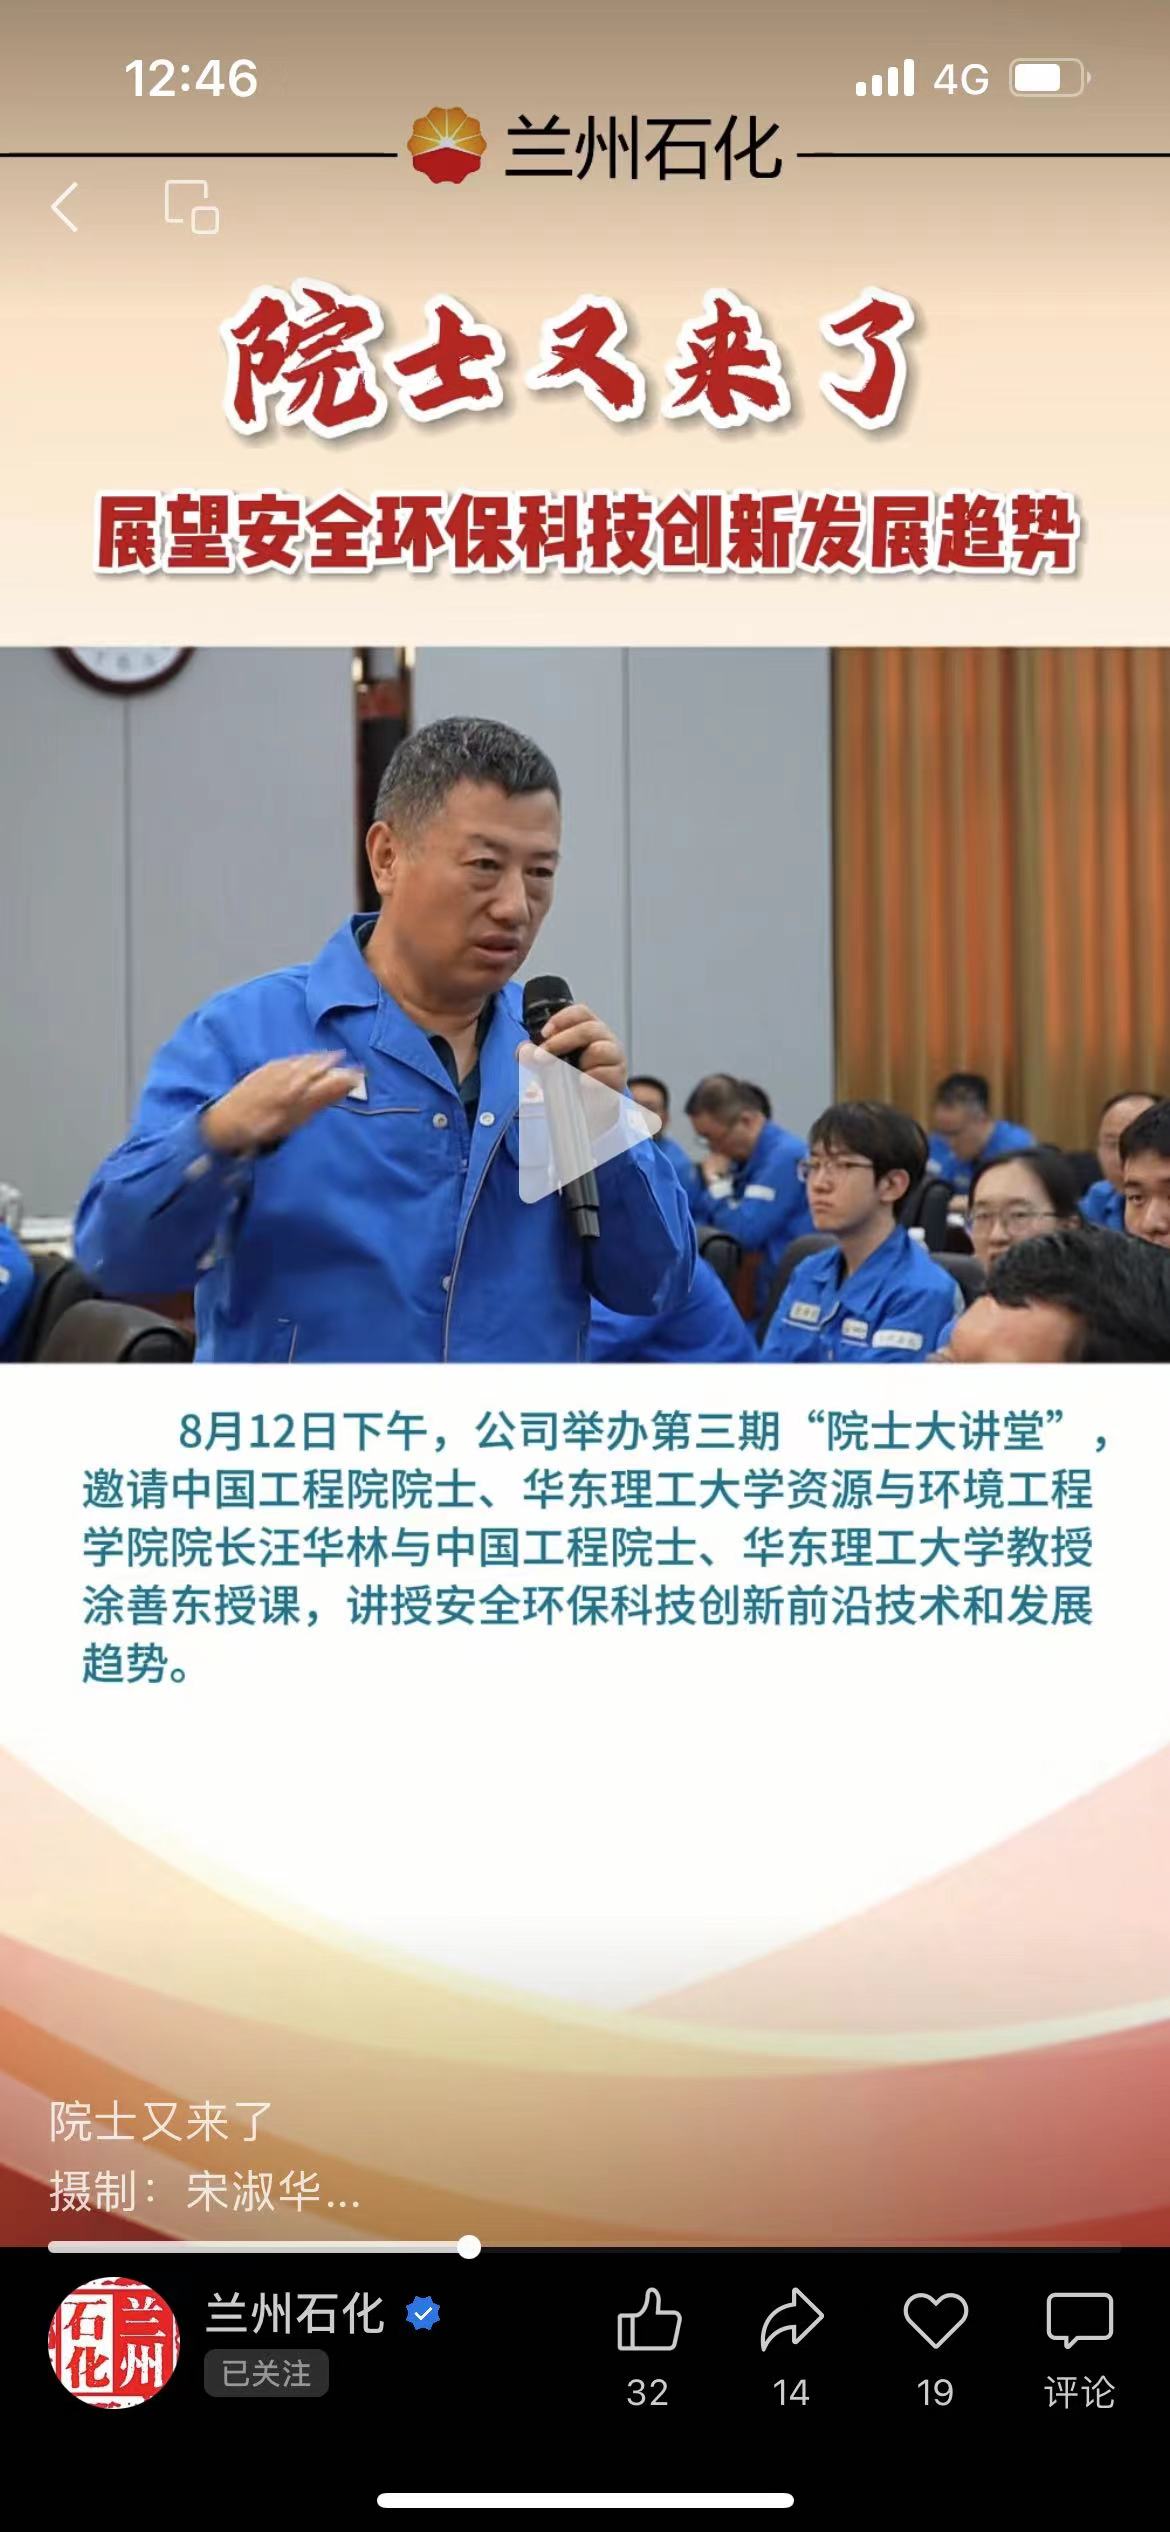 12:46
4G
兰州石化
院士又来了
展望安全环保科技创新发展趋势
8月12日下午，公司举办第三期“院士大讲堂”，
邀请中国工程院院士、华东理工大学资源与环境工程
学院院长汪华林与中国工程院士、华东理工大学教授
涂善东授课，讲授安全环保科技创新前沿技术和发展
趋势。
院士又来了
摄制：宋淑华...
兰州石化
兰州石化
已关注
32
14
19
评论